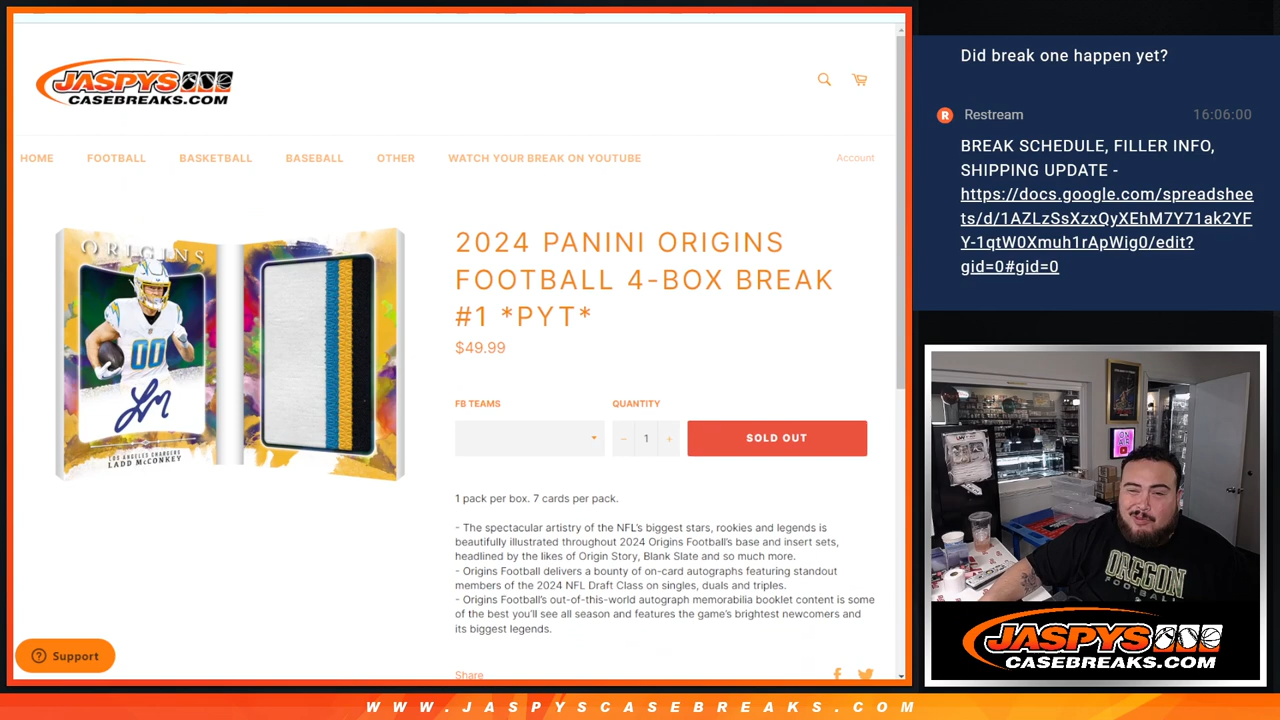 JASPYS
CASEBREAKS.COM
HOME FOOTBALL BASKETBALL BASEBALL OTHER WATCH YOUR BREAK ON YOUTUBE Account
ORIGINS
00
LOS ANGELES CHARGERS
LADD McCONKEY
2024 PANINI ORIGINS
FOOTBALL 4-BOX BREAK
#1 *PYT*
$49.99
FB TEAMS QUANTITY
− 1 + SOLD OUT
1 pack per box. 7 cards per pack.
- The spectacular artistry of the NFL's biggest stars, rookies and legends is
beautifully illustrated throughout 2024 Origins Football's base and insert sets,
headlined by the likes of Origin Story, Blank Slate and so much more.
- Origins Football delivers a bounty of on-card autographs featuring standout
members of the 2024 NFL Draft Class on singles, duals and triples.
- Origins Football's out-of-this-world autograph memorabilia booklet content is some
of the best you'll see all season and features the game's brightest newcomers and
its biggest legends.
Share
Support
Did break one happen yet?
Restream 16:06:00
BREAK SCHEDULE, FILLER INFO,
SHIPPING UPDATE -
https://docs.google.com/spreadshee
ts/d/1AZLzSsXzxQyXEhM7Y71ak2YF
Y-1qtW0Xmuh1rApWig0/edit?
gid=0#gid=0
OREGON
FOOTBALL
JASPYS
CASEBREAKS.COM
WWW.JASPYSCASEBREAKS.COM